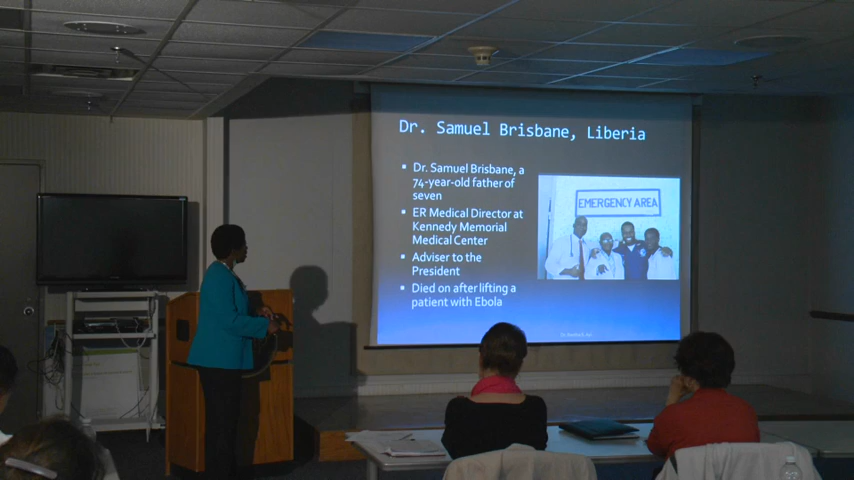 Dr. Samuel Brisbane, Liberia
▪ Dr. Samuel Brisbane, a
74-year-old father of
seven
▪ ER Medical Director at
Kennedy Memorial
Medical Center
▪ Adviser to the
President
▪ Died on after lifting a
patient with Ebola
EMERGENCY AREA